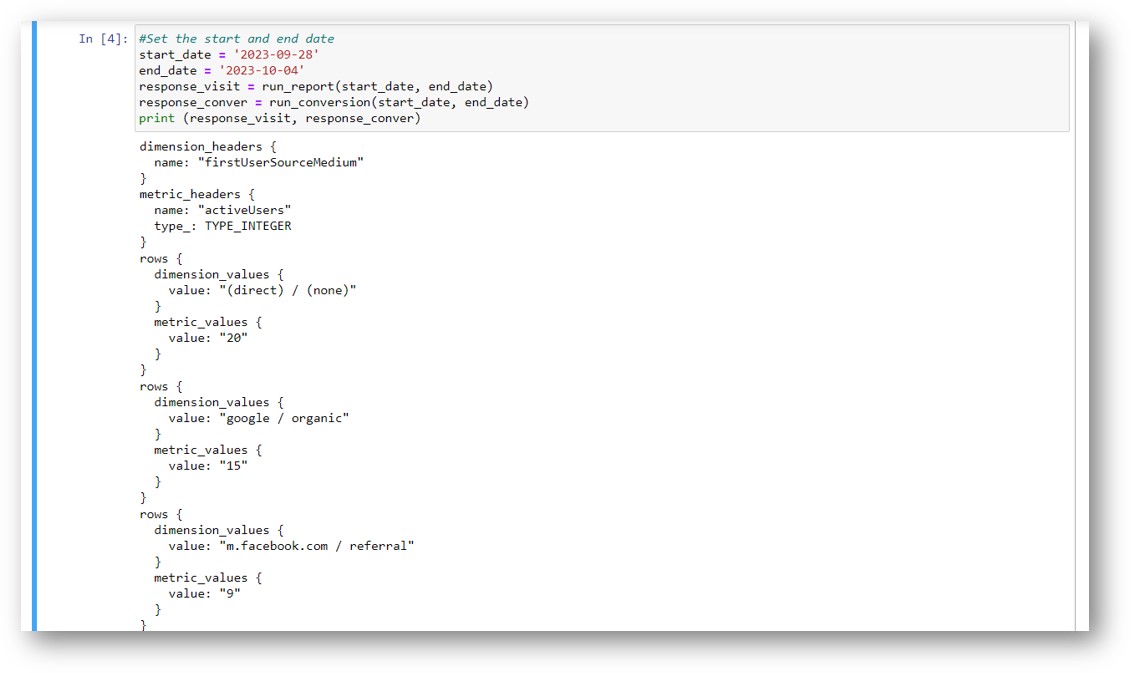 In [4]: #Set the start and end date
start_date = '2023-09-28'
end_date = '2023-10-04'
response_visit = run_report(start_date, end_date)
response_conver = run_conversion(start_date, end_date)
print (response_visit, response_conver)
dimension_headers {
  name: "firstUserSourceMedium"
}
metric_headers {
  name: "activeUsers"
  type_: TYPE_INTEGER
}
rows {
  dimension_values {
    value: "(direct) / (none)"
  }
  metric_values {
    value: "20"
  }
}
rows {
  dimension_values {
    value: "google / organic"
  }
  metric_values {
    value: "15"
  }
}
rows {
  dimension_values {
    value: "m.facebook.com / referral"
  }
  metric_values {
    value: "9"
  }
}